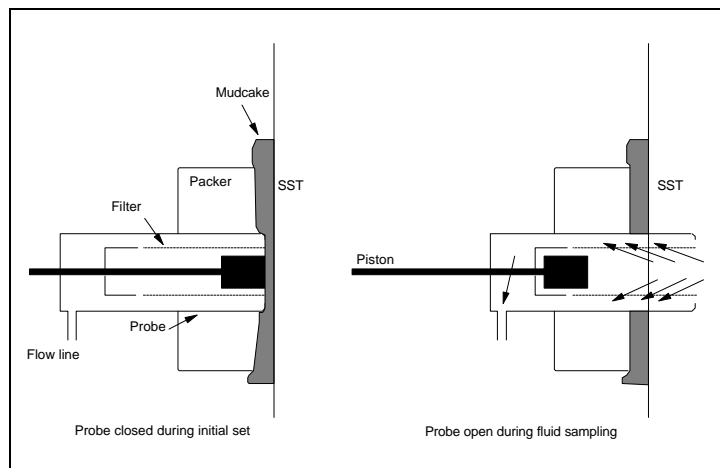 Mudcake
Packer
SST
Filter
Probe
Flow line
Probe closed during initial set
SST
Piston
Probe open during fluid sampling